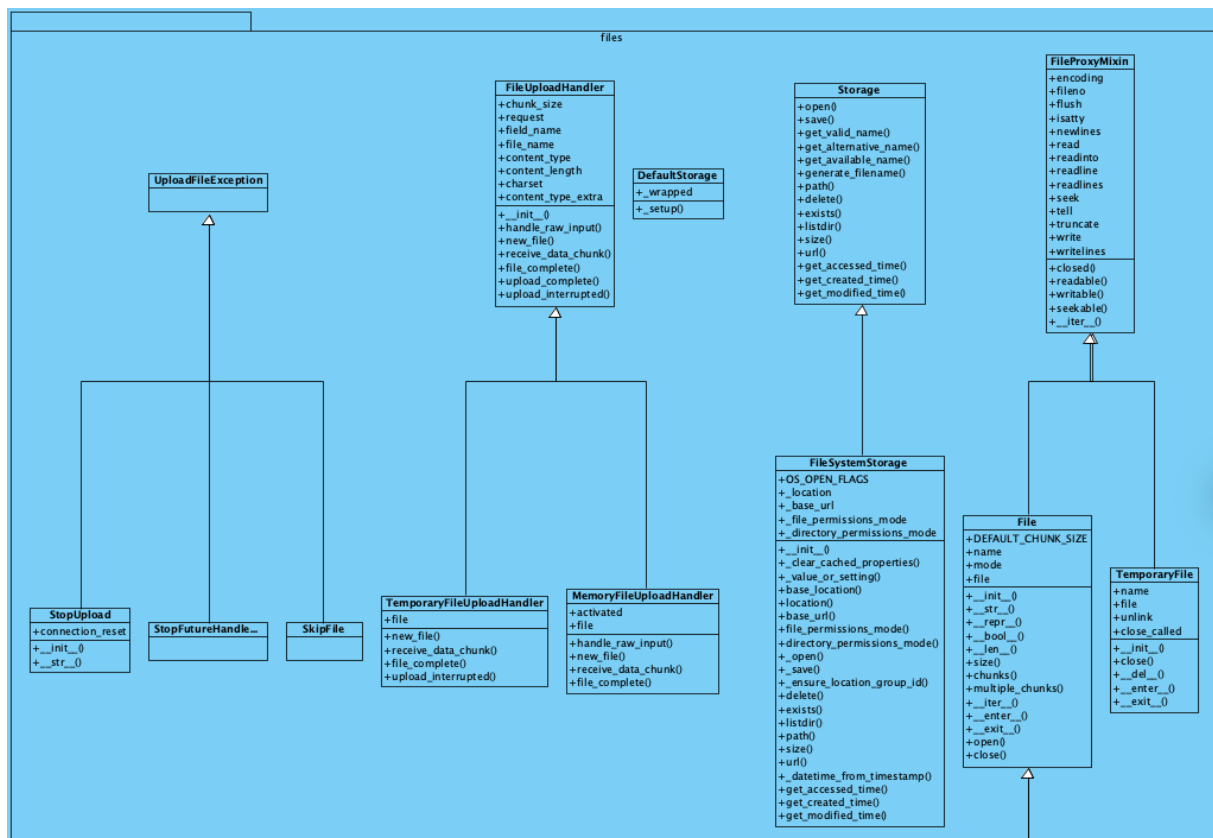 files
UploadFileException
FileUploadHandler
+chunk_size
+request
+field_name
+file_name
+content_type
+content_length
+charset
+content_type_extra
+__init__()
+handle_raw_input()
+new_file()
+receive_data_chunk()
+file_complete()
+upload_complete()
+upload_interrupted()
DefaultStorage
+_wrapped
+_setup()
Storage
+open()
+save()
+get_valid_name()
+get_alternative_name()
+get_available_name()
+generate_filename()
+path()
+delete()
+exists()
+listdir()
+size()
+url()
+get_accessed_time()
+get_created_time()
+get_modified_time()
FileProxyMixin
+encoding
+fileno
+flush
+isatty
+newlines
+read
+readinto
+readline
+readlines
+seek
+tell
+truncate
+write
+writelines
+closed()
+readable()
+writable()
+seekable()
+__iter__()
StopUpload
+connection_reset
+__init__()
+__str__()
StopFutureHandle...
SkipFile
TemporaryFileUploadHandler
+file
+new_file()
+receive_data_chunk()
+file_complete()
+upload_interrupted()
MemoryFileUploadHandler
+activated
+file
+handle_raw_input()
+new_file()
+receive_data_chunk()
+file_complete()
FileSystemStorage
+OS_OPEN_FLAGS
+_location
+_base_url
+_file_permissions_mode
+_directory_permissions_mode
+__init__()
+_clear_cached_properties()
+_value_or_setting()
+base_location()
+location()
+base_url()
+file_permissions_mode()
+directory_permissions_mode()
+_open()
+_save()
+_ensure_location_group_id()
+delete()
+exists()
+listdir()
+path()
+size()
+url()
+_datetime_from_timestamp()
+get_accessed_time()
+get_created_time()
+get_modified_time()
File
+DEFAULT_CHUNK_SIZE
+name
+mode
+file
+__init__()
+__str__()
+__repr__()
+__bool__()
+__len__()
+size()
+chunks()
+multiple_chunks()
+__iter__()
+__enter__()
+__exit__()
+open()
+close()
TemporaryFile
+name
+file
+unlink
+close_called
+__init__()
+close()
+__del__()
+__enter__()
+__exit__()